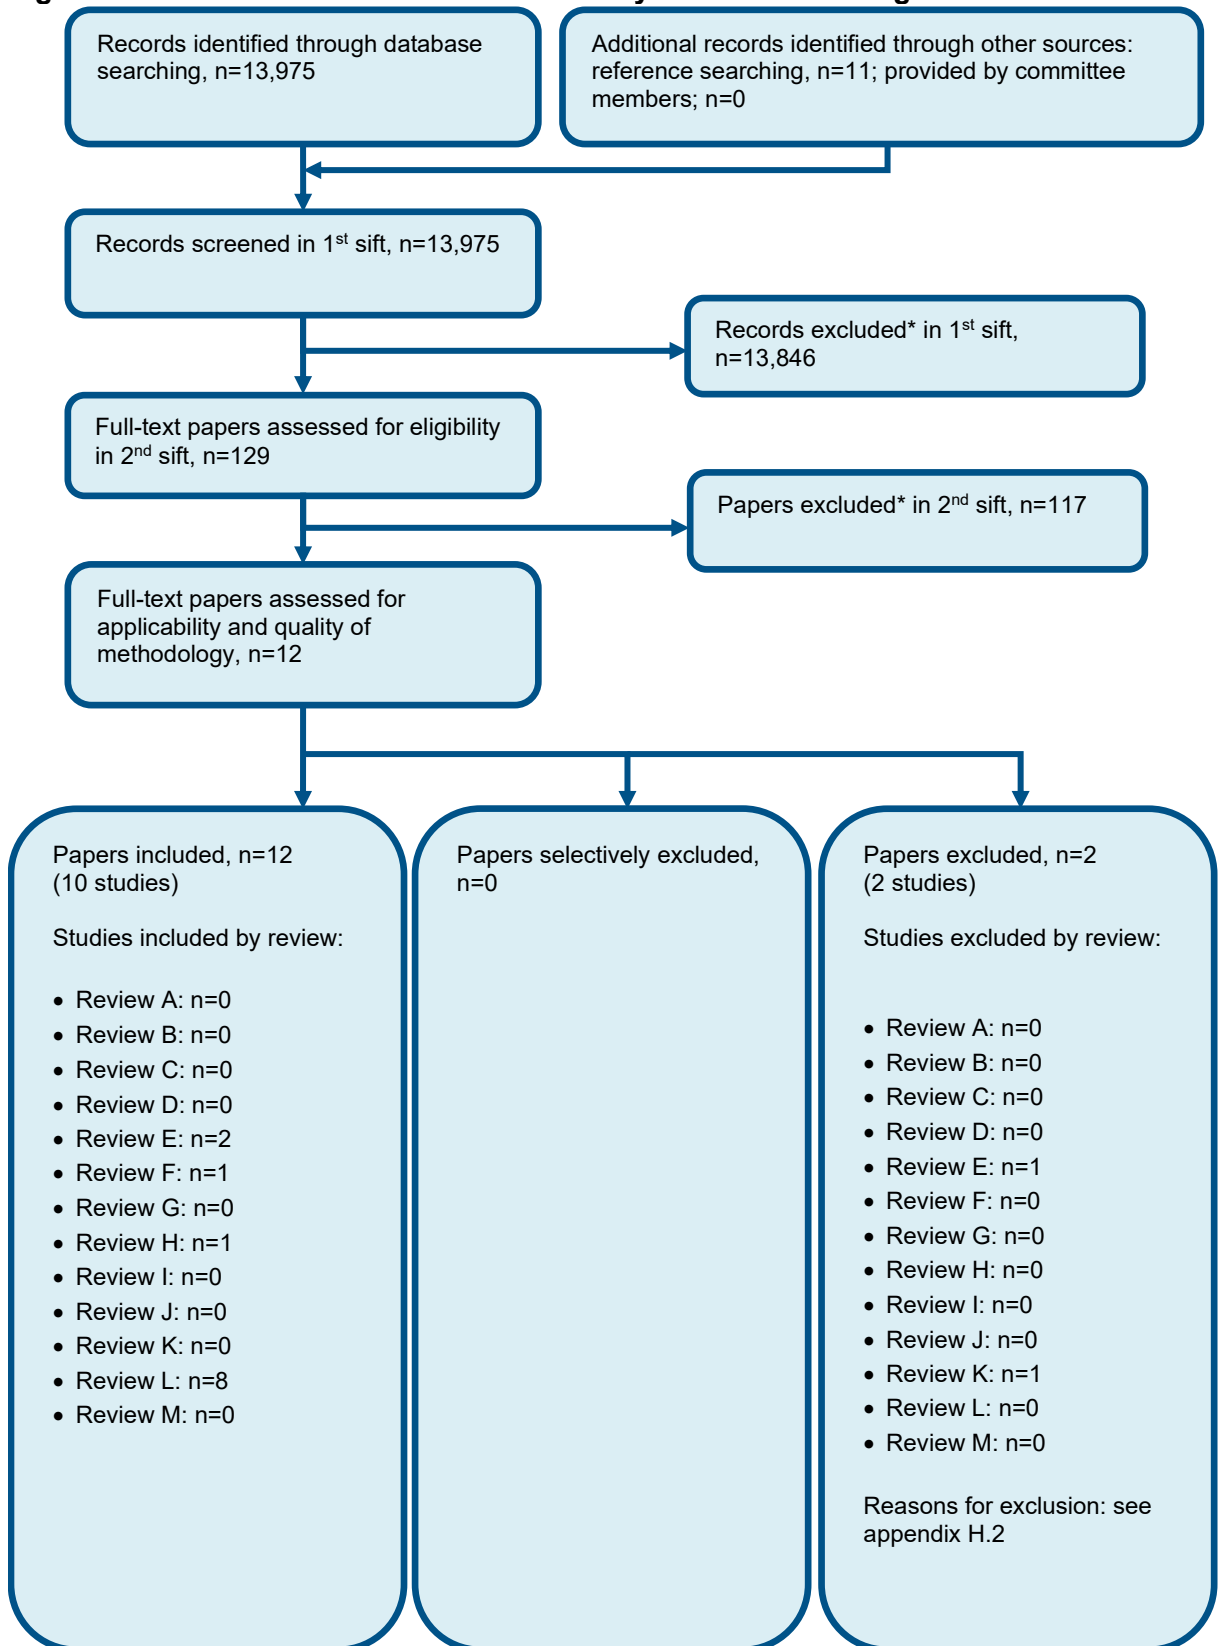 Records identified through database
searching, n=13,975
Additional records identified through other sources:
reference searching, n=11; provided by committee
members; n=0
Records screened in 1st sift, n=13,975
Records excluded* in 1st sift,
n=13,846
Full-text papers assessed for eligibility
in 2nd sift, n=129
Papers excluded* in 2nd sift, n=117
Full-text papers assessed for
applicability and quality of
methodology, n=12
Papers included, n=12
(10 studies)
Studies included by review:
• Review A: n=0
• Review B: n=0
• Review C: n=0
• Review D: n=0
• Review E: n=2
• Review F: n=1
• Review G: n=0
• Review H: n=1
• Review I: n=0
• Review J: n=0
• Review K: n=0
• Review L: n=8
• Review M: n=0
Papers selectively excluded,
n=0
Papers excluded, n=2
(2 studies)
Studies excluded by review:
• Review A: n=0
• Review B: n=0
• Review C: n=0
• Review D: n=0
• Review E: n=1
• Review F: n=0
• Review G: n=0
• Review H: n=0
• Review I: n=0
• Review J: n=0
• Review K: n=1
• Review L: n=0
• Review M: n=0
Reasons for exclusion: see
appendix H.2